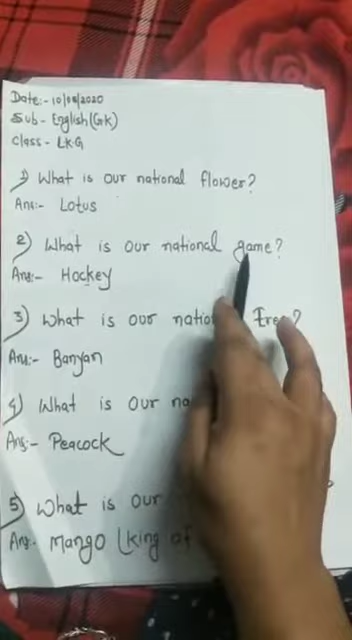 Date:- 10/08/2020
Sub - English(GK)
Class - LKG
1) What is our national flower?
Ans:- Lotus
2) What is our national game?
Ans:- Hockey
3) What is our Tree?
Ans:- Banyan
4) What is our
Ans:- Peacock
5) What is our
Ans:- Mango (king of